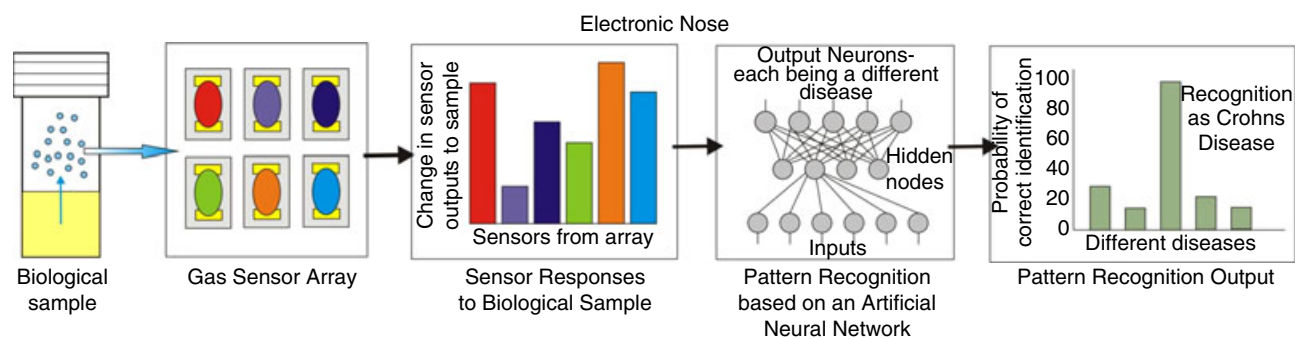 Electronic Nose
Biological
sample
Gas Sensor Array
Change in sensor
outputs to sample
Sensors from array
Sensor Responses
to Biological Sample
Output Neurons-
each being a different
disease
Hidden
nodes
Inputs
Pattern Recognition
based on an Artificial
Neural Network
Probability of
correct identification
100
80
60
40
20
0
Recognition
as Crohns
Disease
Different diseases
Pattern Recognition Output